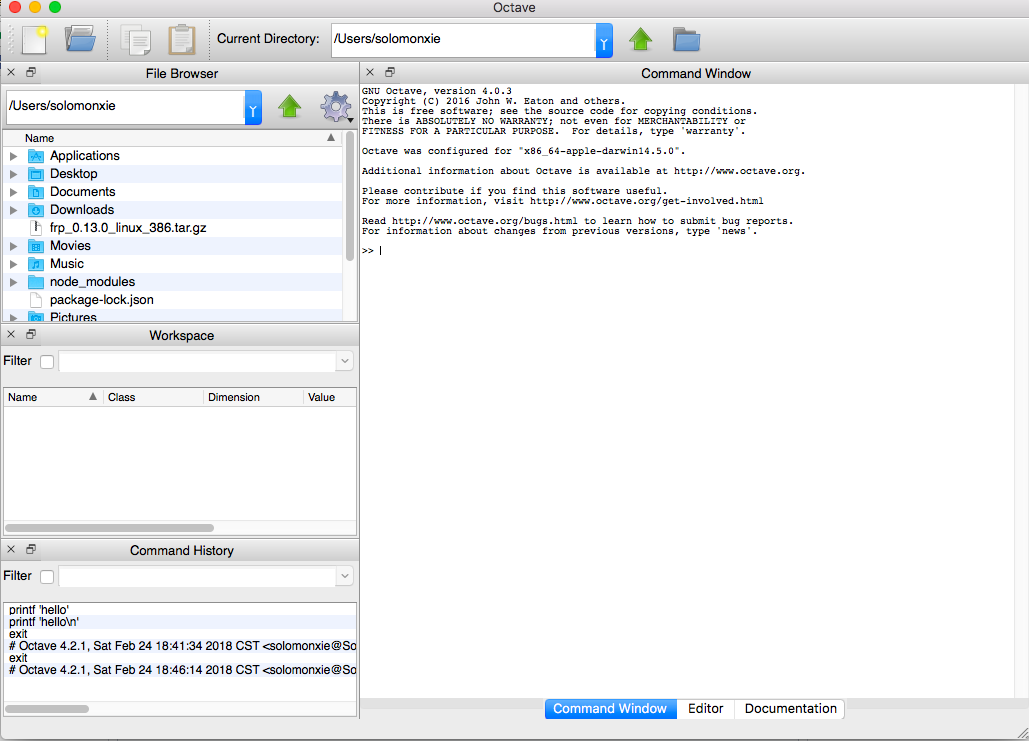 Octave
Current Directory:
/Users/solomonxie
File Browser
/Users/solomonxie
Name
Applications
Desktop
Documents
Downloads
frp_0.13.0_linux_386.tar.gz
Movies
Music
node_modules
package-lock.json
Pictures
Workspace
Filter
Name Class Dimension Value
Command History
Filter
printf 'hello'
printf 'hello\n'
exit
# Octave 4.2.1, Sat Feb 24 18:41:34 2018 CST <solomonxie@So
exit
# Octave 4.2.1, Sat Feb 24 18:46:14 2018 CST <solomonxie@So
Command Window
GNU Octave, version 4.0.3
Copyright (C) 2016 John W. Eaton and others.
This is free software; see the source code for copying conditions.
There is ABSOLUTELY NO WARRANTY; not even for MERCHANTABILITY or
FITNESS FOR A PARTICULAR PURPOSE.  For details, type 'warranty'.
Octave was configured for "x86_64-apple-darwin14.5.0".
Additional information about Octave is available at http://www.octave.org.
Please contribute if you find this software useful.
For more information, visit http://www.octave.org/get-involved.html
Read http://www.octave.org/bugs.html to learn how to submit bug reports.
For information about changes from previous versions, type 'news'.
>>
Command Window Editor Documentation